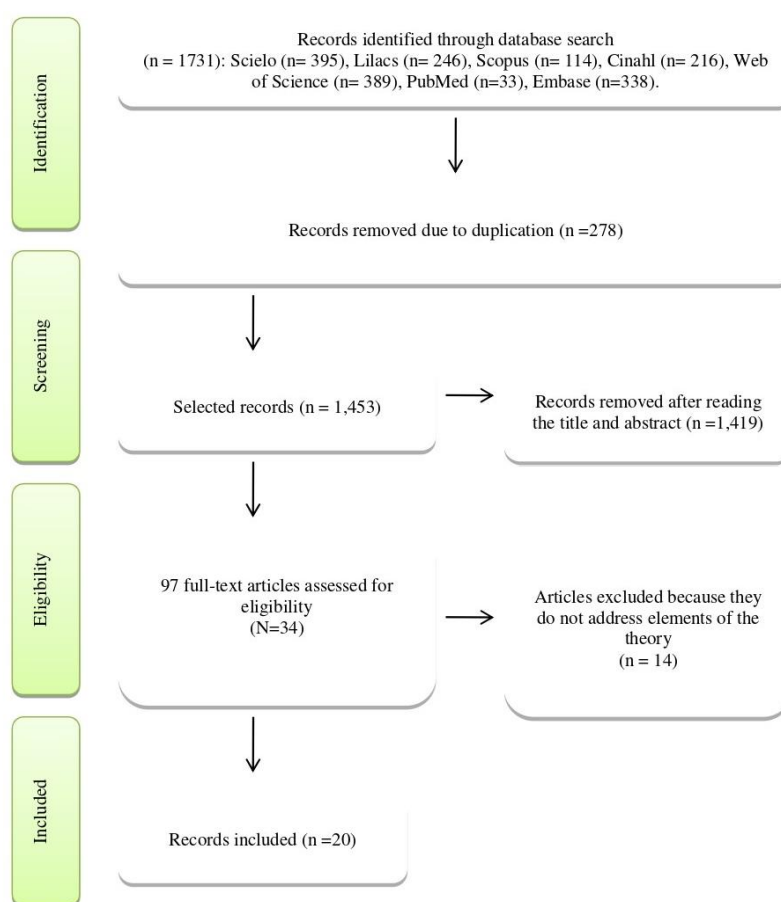 Identification
Records identified through database search
(n = 1731): Scielo (n= 395), Lilacs (n= 246), Scopus (n= 114), Cinahl (n= 216), Web
of Science (n= 389), PubMed (n=33), Embase (n=338).
Records removed due to duplication (n =278)
Screening
Selected records (n = 1,453)
Records removed after reading
the title and abstract (n =1,419)
Eligibility
97 full-text articles assessed for
eligibility
(N=34)
Articles excluded because they
do not address elements of the
theory
(n = 14)
Included
Records included (n =20)